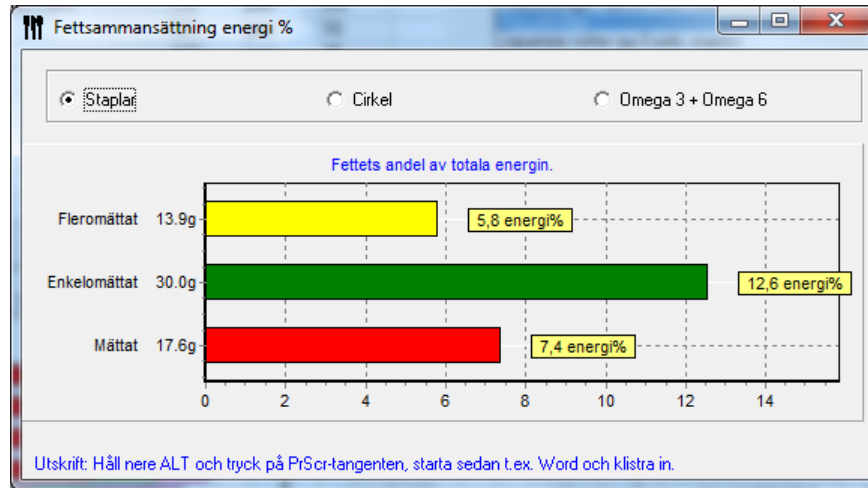 Fettsammansättning energi %
Staplar Cirkel Omega 3 + Omega 6
Fettets andel av totala energin.
Fleromättat 13.9g 5,8 energi%
Enkelomättat 30.0g 12,6 energi%
Mättat 17.6g 7,4 energi%
0 2 4 6 8 10 12 14
Utskrift: Håll nere ALT och tryck på PrScr-tangenten, starta sedan t.ex. Word och klistra in.